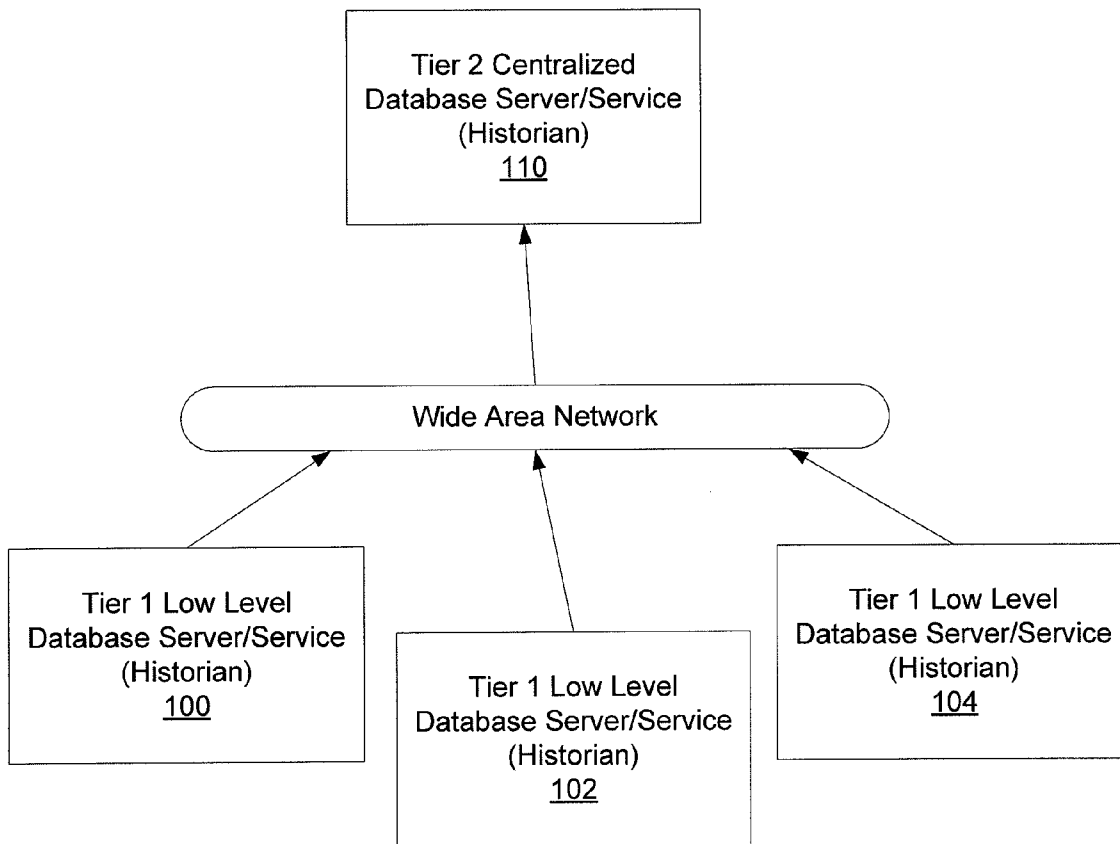 Tier 2 Centralized
Database Server/Service
(Historian)
110
Wide Area Network
Tier 1 Low Level
Database Server/Service
(Historian)
100
Tier 1 Low Level
Database Server/Service
(Historian)
102
Tier 1 Low Level
Database Server/Service
(Historian)
104